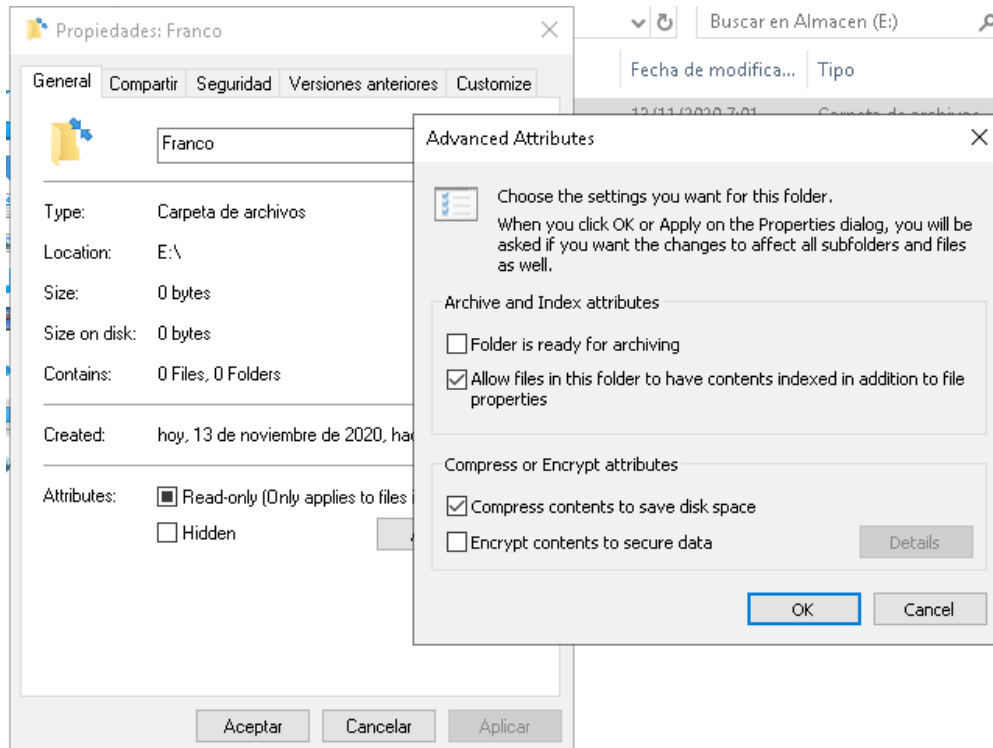 Propiedades: Franco
Buscar en Almacen (E:)
General Compartir Seguridad Versiones anteriores Customize
Fecha de modifica... Tipo
Franco
Type: Carpeta de archivos
Location: E:\
Size: 0 bytes
Size on disk: 0 bytes
Contains: 0 Files, 0 Folders
Created: hoy, 13 de noviembre de 2020,
Attributes: Read-only (Only applies to files
Hidden
Aceptar Cancelar Aplicar
Advanced Attributes
Choose the settings you want for this folder.
When you click OK or Apply on the Properties dialog, you will be
asked if you want the changes to affect all subfolders and files
as well.
Archive and Index attributes
Folder is ready for archiving
Allow files in this folder to have contents indexed in addition to file
properties
Compress or Encrypt attributes
Compress contents to save disk space
Encrypt contents to secure data
Details
OK Cancel